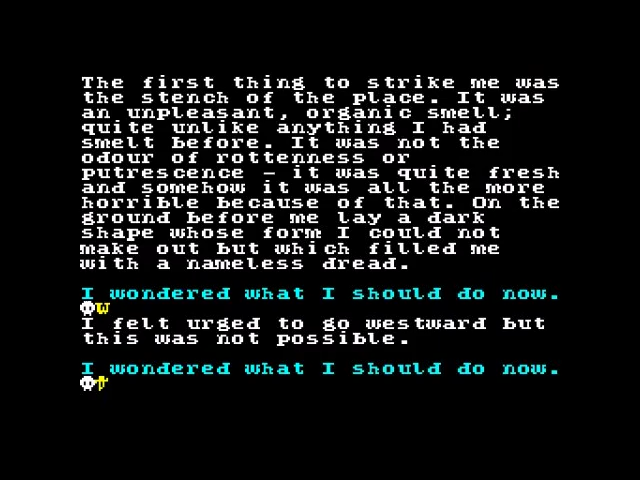 The first thing to strike me was
the stench of the place. It was
an unpleasant, organic smell;
quite unlike anything I had
smelt before. It was not the
odour of rottenness or
putrescence - it was quite fresh
and somehow it was all the more
horrible because of that. On the
ground before me lay a dark
shape whose form I could not
make out but which filled me
with a nameless dread.
I wondered what I should do now.
w
I felt urged to go westward but
this was not possible.
I wondered what I should do now.